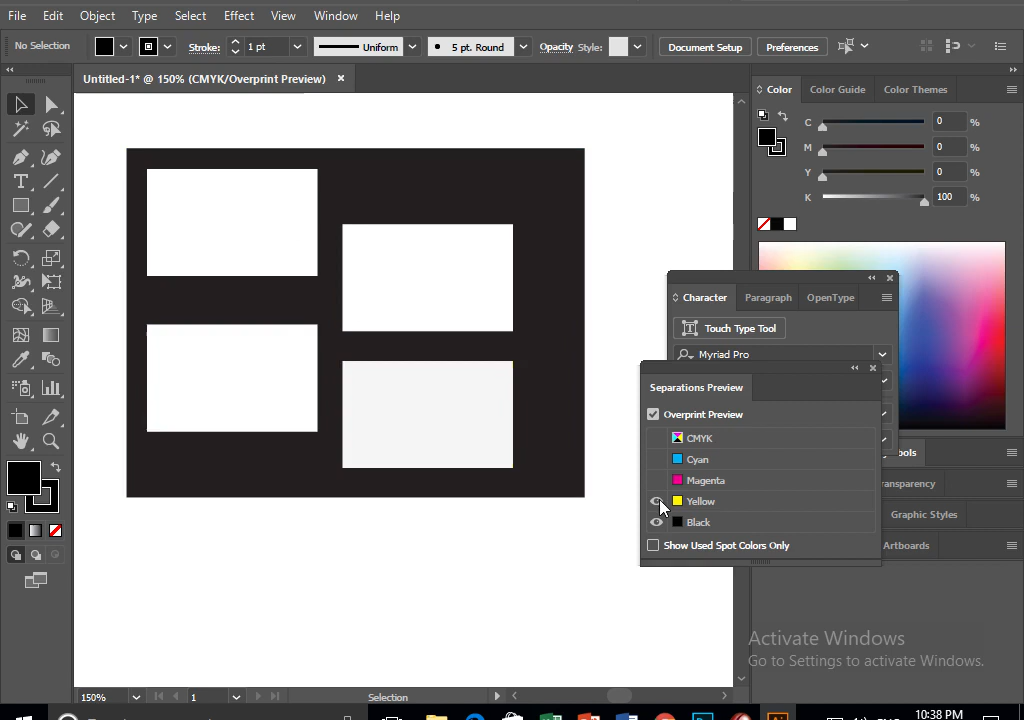 File Edit Object Type Select Effect View Window Help
No Selection Stroke: 1 pt Uniform 5 pt. Round Opacity Style: Document Setup Preferences
Untitled-1* @ 150% (CMYK/Overprint Preview) ×
Color Color Guide Color Themes
C 0 %
M 0 %
Y 0 %
K 100 %
Character Paragraph OpenType
Touch Type Tool
Myriad Pro
Separations Preview
Overprint Preview
CMYK
Cyan
Magenta
Yellow
Black
Show Used Spot Colors Only
Graphic Styles
Artboards
Activate Windows
Go to Settings to activate Windows.
150% 1 Selection
10:38 PM